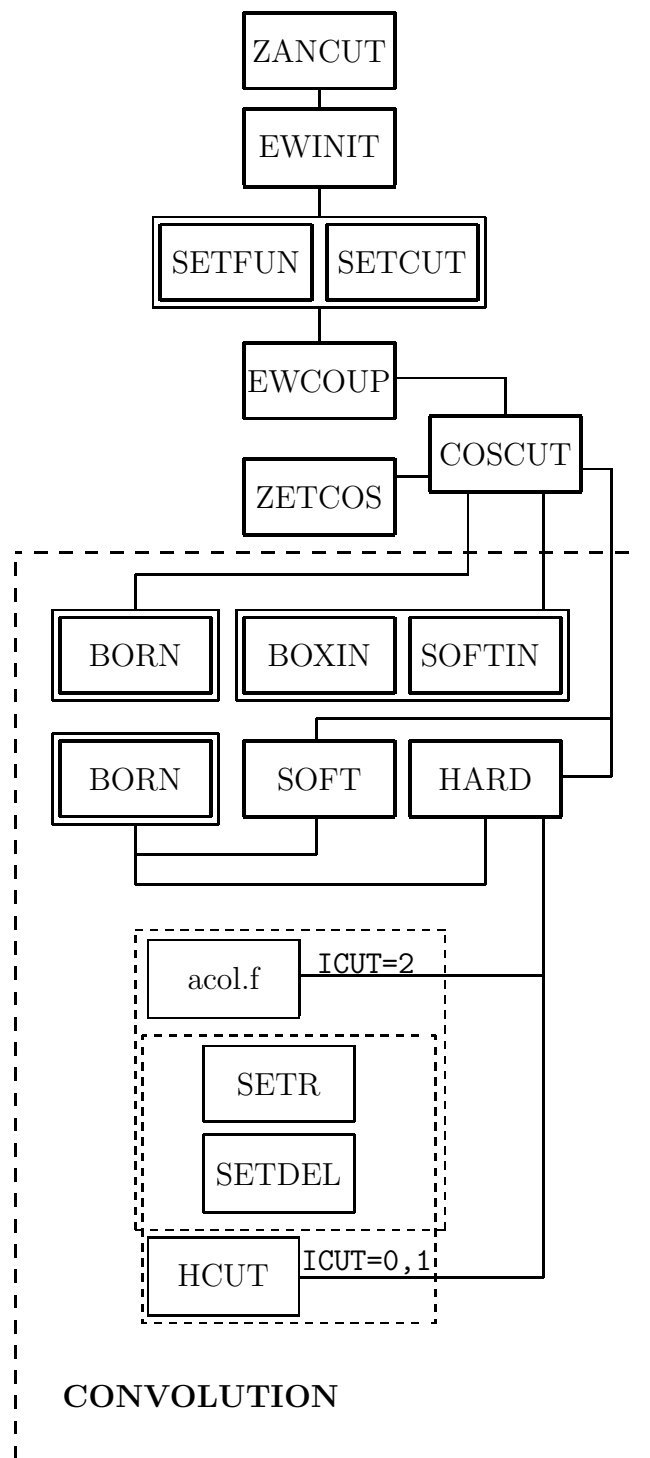 ZANCUT
EWINIT
SETFUN SETCUT
EWCOUP
COSCUT
ZETCOS
BORN BOXIN SOFTIN
BORN SOFT HARD
acol.f ICUT=2
SETR
SETDEL
HCUT ICUT=0,1
CONVOLUTION